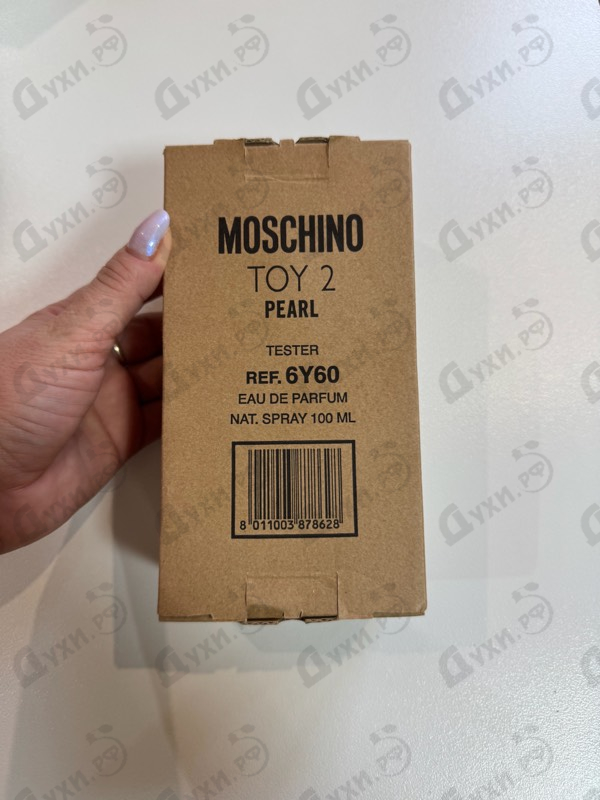 MOSCHINO
TOY 2
PEARL
TESTER
REF. 6Y60
EAU DE PARFUM
NAT. SPRAY 100 ML
8 011003 878628
Духи.рф